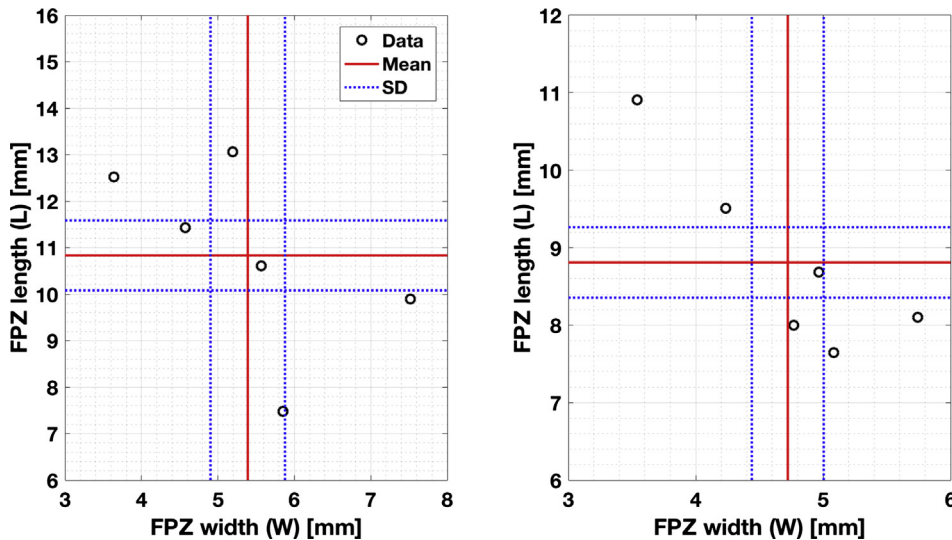 16
15
14
13
12
11
10
9
8
7
6
FPZ length (L) [mm]
3 4 5 6 7 8
FPZ width (W) [mm]
Data
Mean
SD
12
11
10
9
8
7
6
FPZ length (L) [mm]
3 4 5 6
FPZ width (W) [mm]